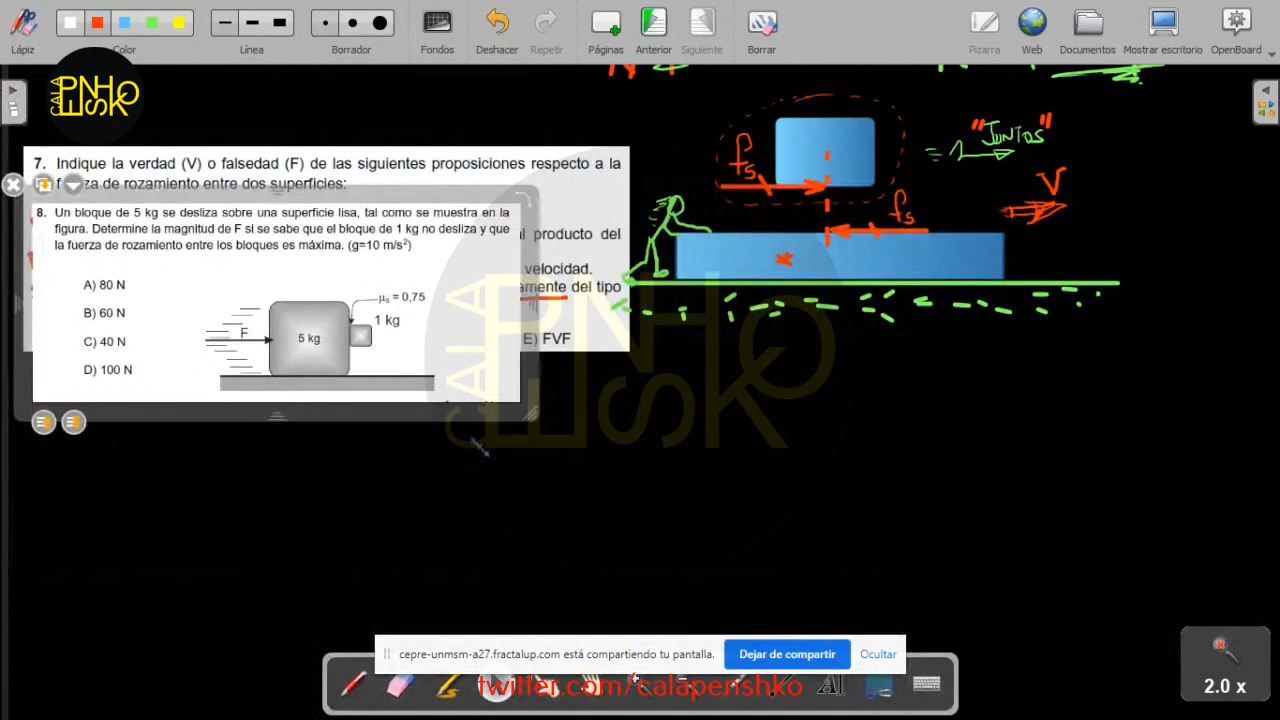 Lápiz
Color
Línea
Borrador
Fondos
Deshacer
Repetir
Páginas
Anterior
Siguiente
Borrar
Pizarra
Web
Documentos
Mostrar escritorio
OpenBoard
CALA
PENHO
SK
"JUNTOS"
fs
V
fs
7. Indique la verdad (V) o falsedad (F) de las siguientes proposiciones respecto a la
de rozamiento entre dos superficies:
al producto del
velocidad.
amente del tipo
E) FVF
8. Un bloque de 5 kg se desliza sobre una superficie lisa, tal como se muestra en la
figura. Determine la magnitud de F si se sabe que el bloque de 1 kg no desliza y que
la fuerza de rozamiento entre los bloques es máxima. (g=10 m/s²)
A) 80 N
B) 60 N
C) 40 N
D) 100 N
μs = 0,75
1 kg
F
5 kg
cepre-unmsm-a27.fractalup.com está compartiendo tu pantalla.
Dejar de compartir
Ocultar
twitter.com/calapenshko
2.0 x